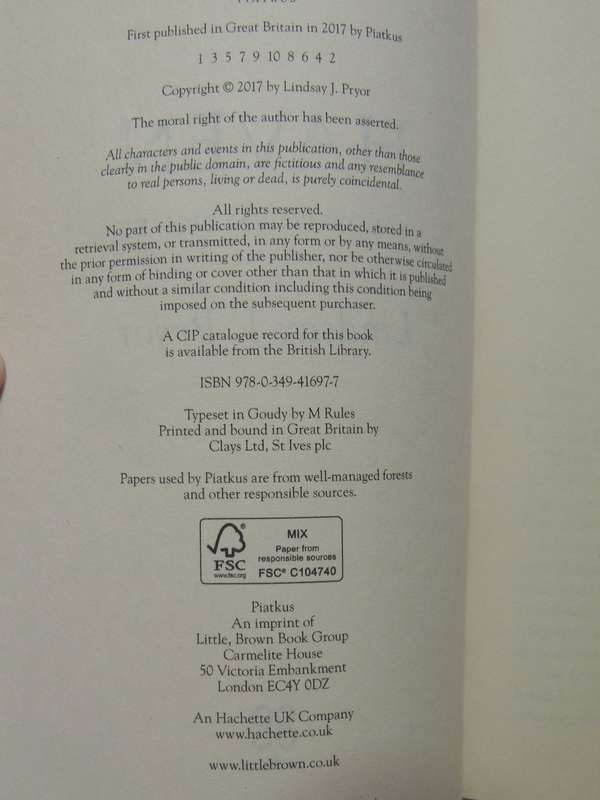 PIATKUS
First published in Great Britain in 2017 by Piatkus
1 3 5 7 9 10 8 6 4 2
Copyright © 2017 by Lindsay J. Pryor
The moral right of the author has been asserted.
All characters and events in this publication, other than those
clearly in the public domain, are fictitious and any resemblance
to real persons, living or dead, is purely coincidental.
All rights reserved.
No part of this publication may be reproduced, stored in a
retrieval system, or transmitted, in any form or by any means, without
the prior permission in writing of the publisher, nor be otherwise circulated
in any form of binding or cover other than that in which it is published
and without a similar condition including this condition being
imposed on the subsequent purchaser.
A CIP catalogue record for this book
is available from the British Library.
ISBN 978-0-349-41697-7
Typeset in Goudy by M Rules
Printed and bound in Great Britain by
Clays Ltd, St Ives plc
Papers used by Piatkus are from well-managed forests
and other responsible sources.
FSC
www.fsc.org
MIX
Paper from
responsible sources
FSC® C104740
Piatkus
An imprint of
Little, Brown Book Group
Carmelite House
50 Victoria Embankment
London EC4Y 0DZ
An Hachette UK Company
www.hachette.co.uk
www.littlebrown.co.uk